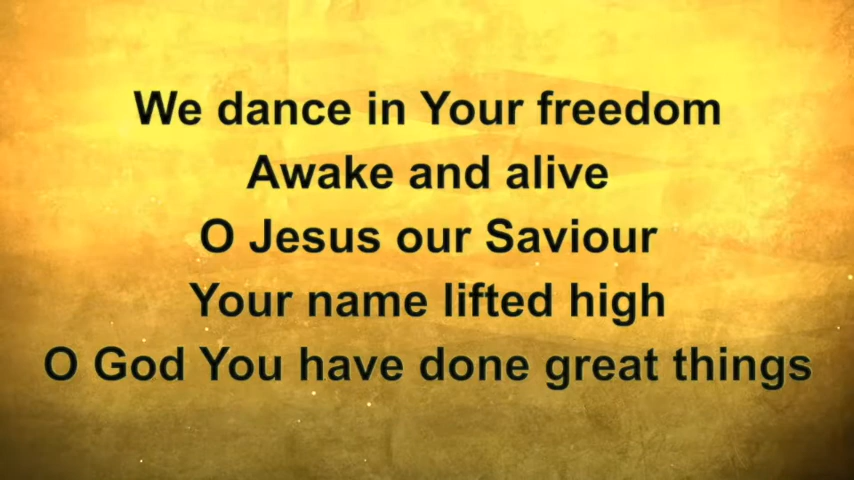 We dance in Your freedom
Awake and alive
O Jesus our Saviour
Your name lifted high
O God You have done great things